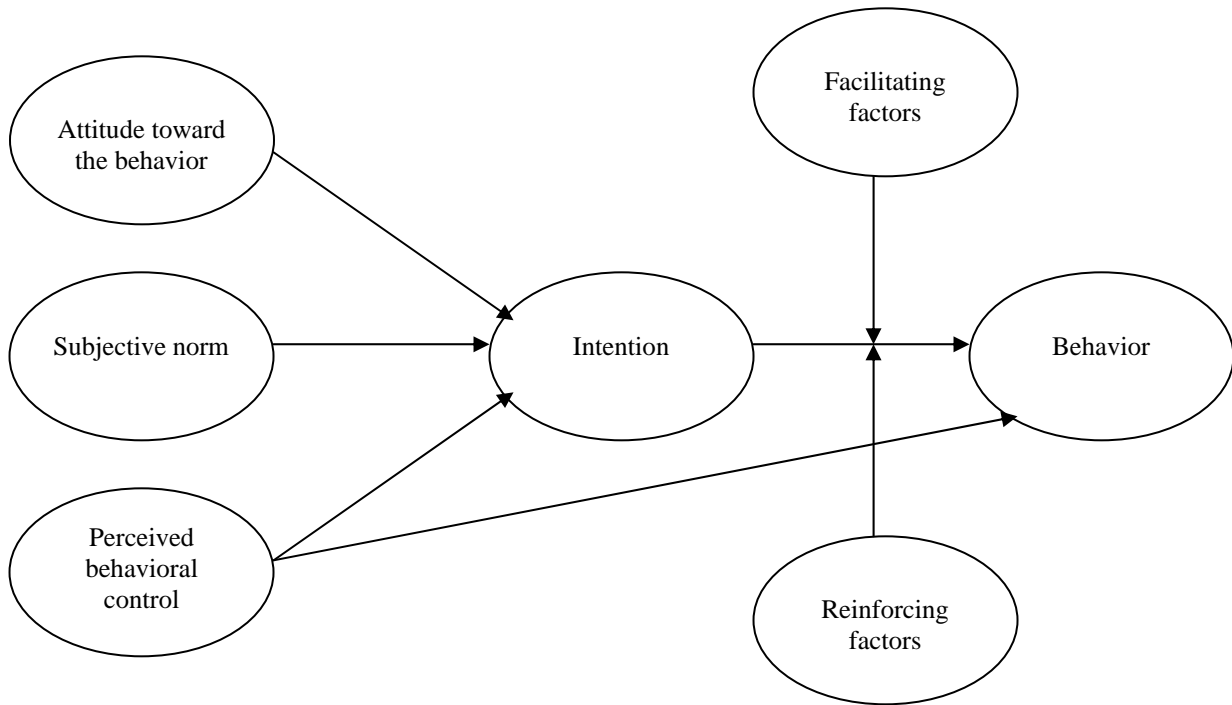 Facilitating
factors
Attitude toward
the behavior
Subjective norm
Intention
Behavior
Perceived
behavioral
control
Reinforcing
factors